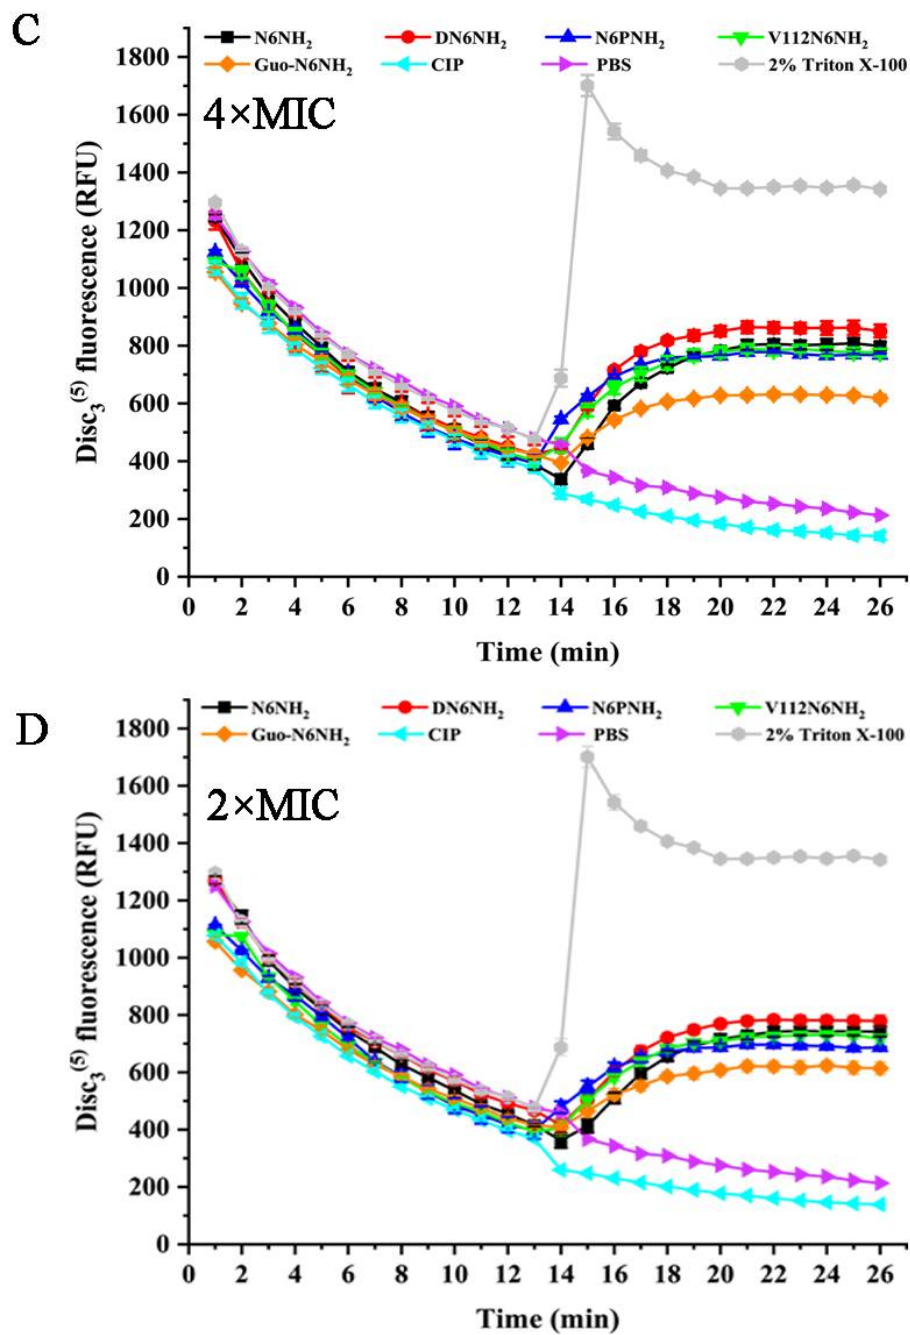 C
N6NH2 DN6NH2 N6PNH2 V112N6NH2
Guo-N6NH2 CIP PBS 2% Triton X-100
4×MIC
Disc3(5) fluorescence (RFU)
1800
1600
1400
1200
1000
800
600
400
200
0
0 2 4 6 8 10 12 14 16 18 20 22 24 26
Time (min)
D
N6NH2 DN6NH2 N6PNH2 V112N6NH2
Guo-N6NH2 CIP PBS 2% Triton X-100
2×MIC
Disc3(5) fluorescence (RFU)
1800
1600
1400
1200
1000
800
600
400
200
0
0 2 4 6 8 10 12 14 16 18 20 22 24 26
Time (min)